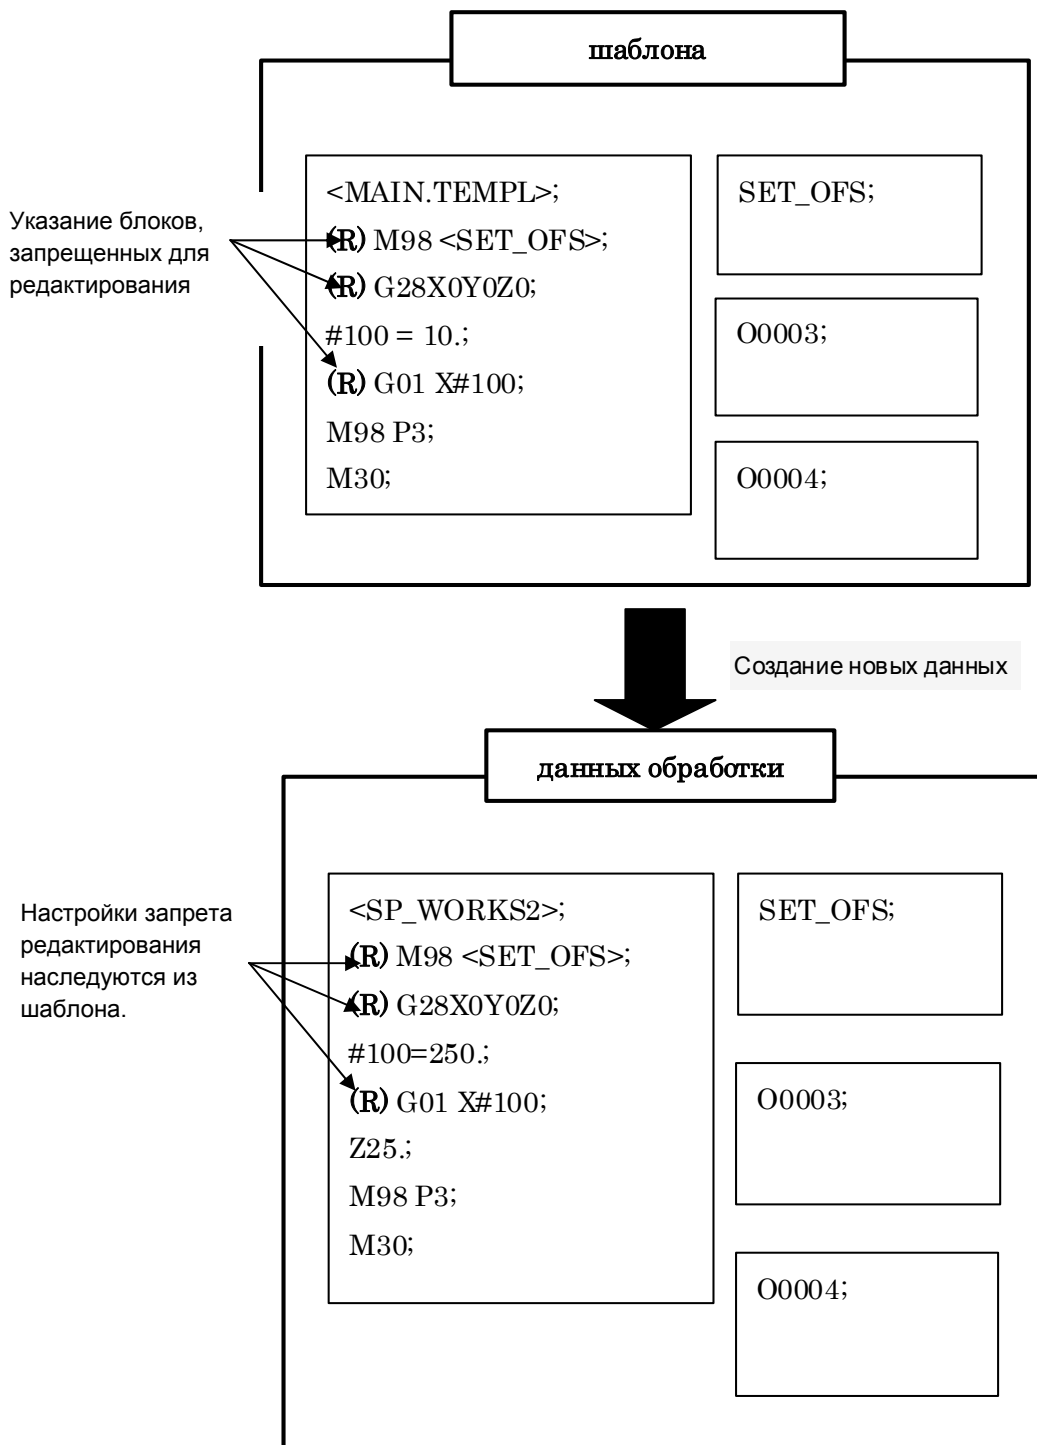 шаблона
Указание блоков,
запрещенных для
редактирования
<MAIN.TEMPL>;
(R) M98 <SET_OFS>;
(R) G28X0Y0Z0;
#100 = 10.;
(R) G01 X#100;
M98 P3;
M30;
SET_OFS;
O0003;
O0004;
Создание новых данных
данных обработки
Настройки запрета
редактирования
наследуются из
шаблона.
<SP_WORKS2>;
(R) M98 <SET_OFS>;
(R) G28X0Y0Z0;
#100=250.;
(R) G01 X#100;
Z25.;
M98 P3;
M30;
SET_OFS;
O0003;
O0004;